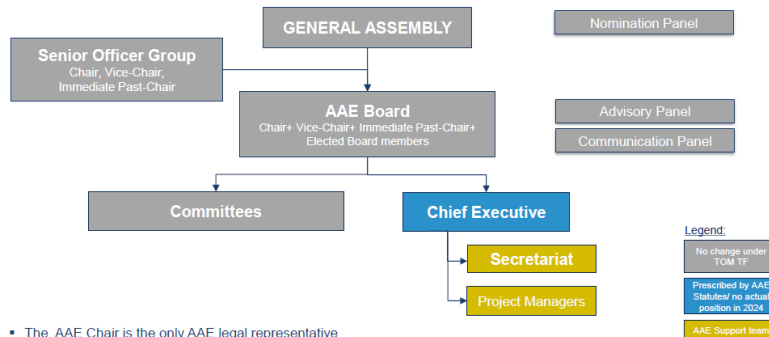 GENERAL ASSEMBLY
Nomination Panel
Senior Officer Group
Chair, Vice-Chair,
Immediate Past-Chair
AAE Board
Chair+ Vice-Chair+ Immediate Past-Chair+
Elected Board members
Advisory Panel
Communication Panel
Committees
Chief Executive
Secretariat
Project Managers
Legend:
No change under
TOM TF
Prescribed by AAE
Statutes/ no actual
position in 2024
AAE Support team
▪ The AAE Chair is the only AAE legal representative